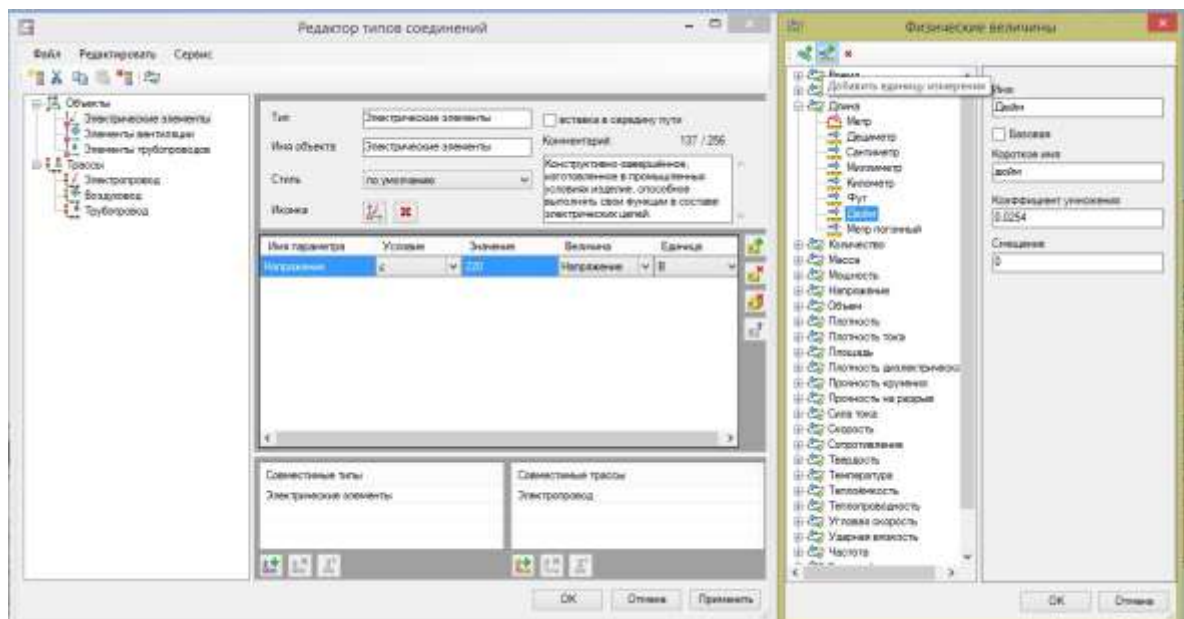 Редактор типов соединений
Файл Редактировать Сервис
Объекты
Электрические элементы
Элементы вентиляции
Элементы трубопроводов
Трассы
Электропровод
Воздуховод
Трубопровод
Тип
Электрические элементы
вставка в середину пути
Имя объекта
Электрические элементы
Комментарий 137 / 256
Конструктивно-завершённое,
изготовленное в промышленных
условиях изделие, способное
выполнять свои функции в составе
электрических цепей.
Стиль
по умолчанию
Иконка
Имя параметра Условие Значение Величина Единица
Напряжение 220 Напряжение В
Совместимые типы
Совместимые трассы
Электрические элементы
Электропровод
OK Отмена Применить
Физические величины
Время
Добавить единицу измерения
Длина
Метр
Дециметр
Сантиметр
Миллиметр
Километр
Фут
Дюйм
Метр погонный
Количество
Масса
Мощность
Напряжение
Объем
Плотность
Плотность тока
Площадь
Плотность диэлектрическа
Прочность кручения
Прочность на разрыв
Сила тока
Скорость
Сопротивление
Твердость
Температура
Теплоёмкость
Теплопроводность
Угловая скорость
Ударная вязкость
Частота
Имя
Дюйм
Базовая
Короткое имя
дюйм
Коэффициент умножения
0.0254
Смещение
0
OK Отмена